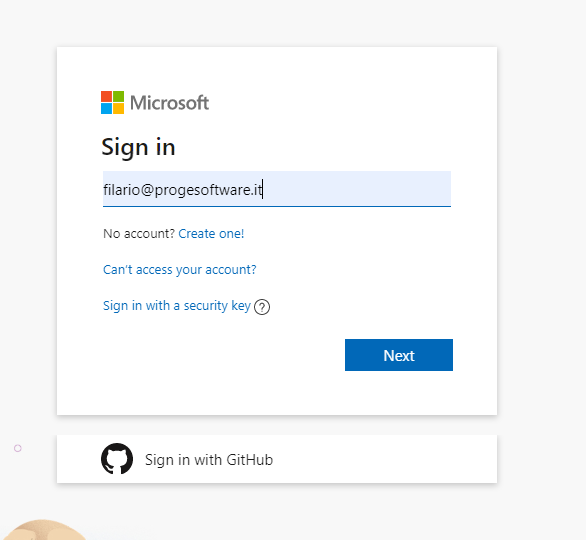 Microsoft
Sign in
filario@progesoftware.it
No account? Create one!
Can't access your account?
Sign in with a security key ?
Next
Sign in with GitHub